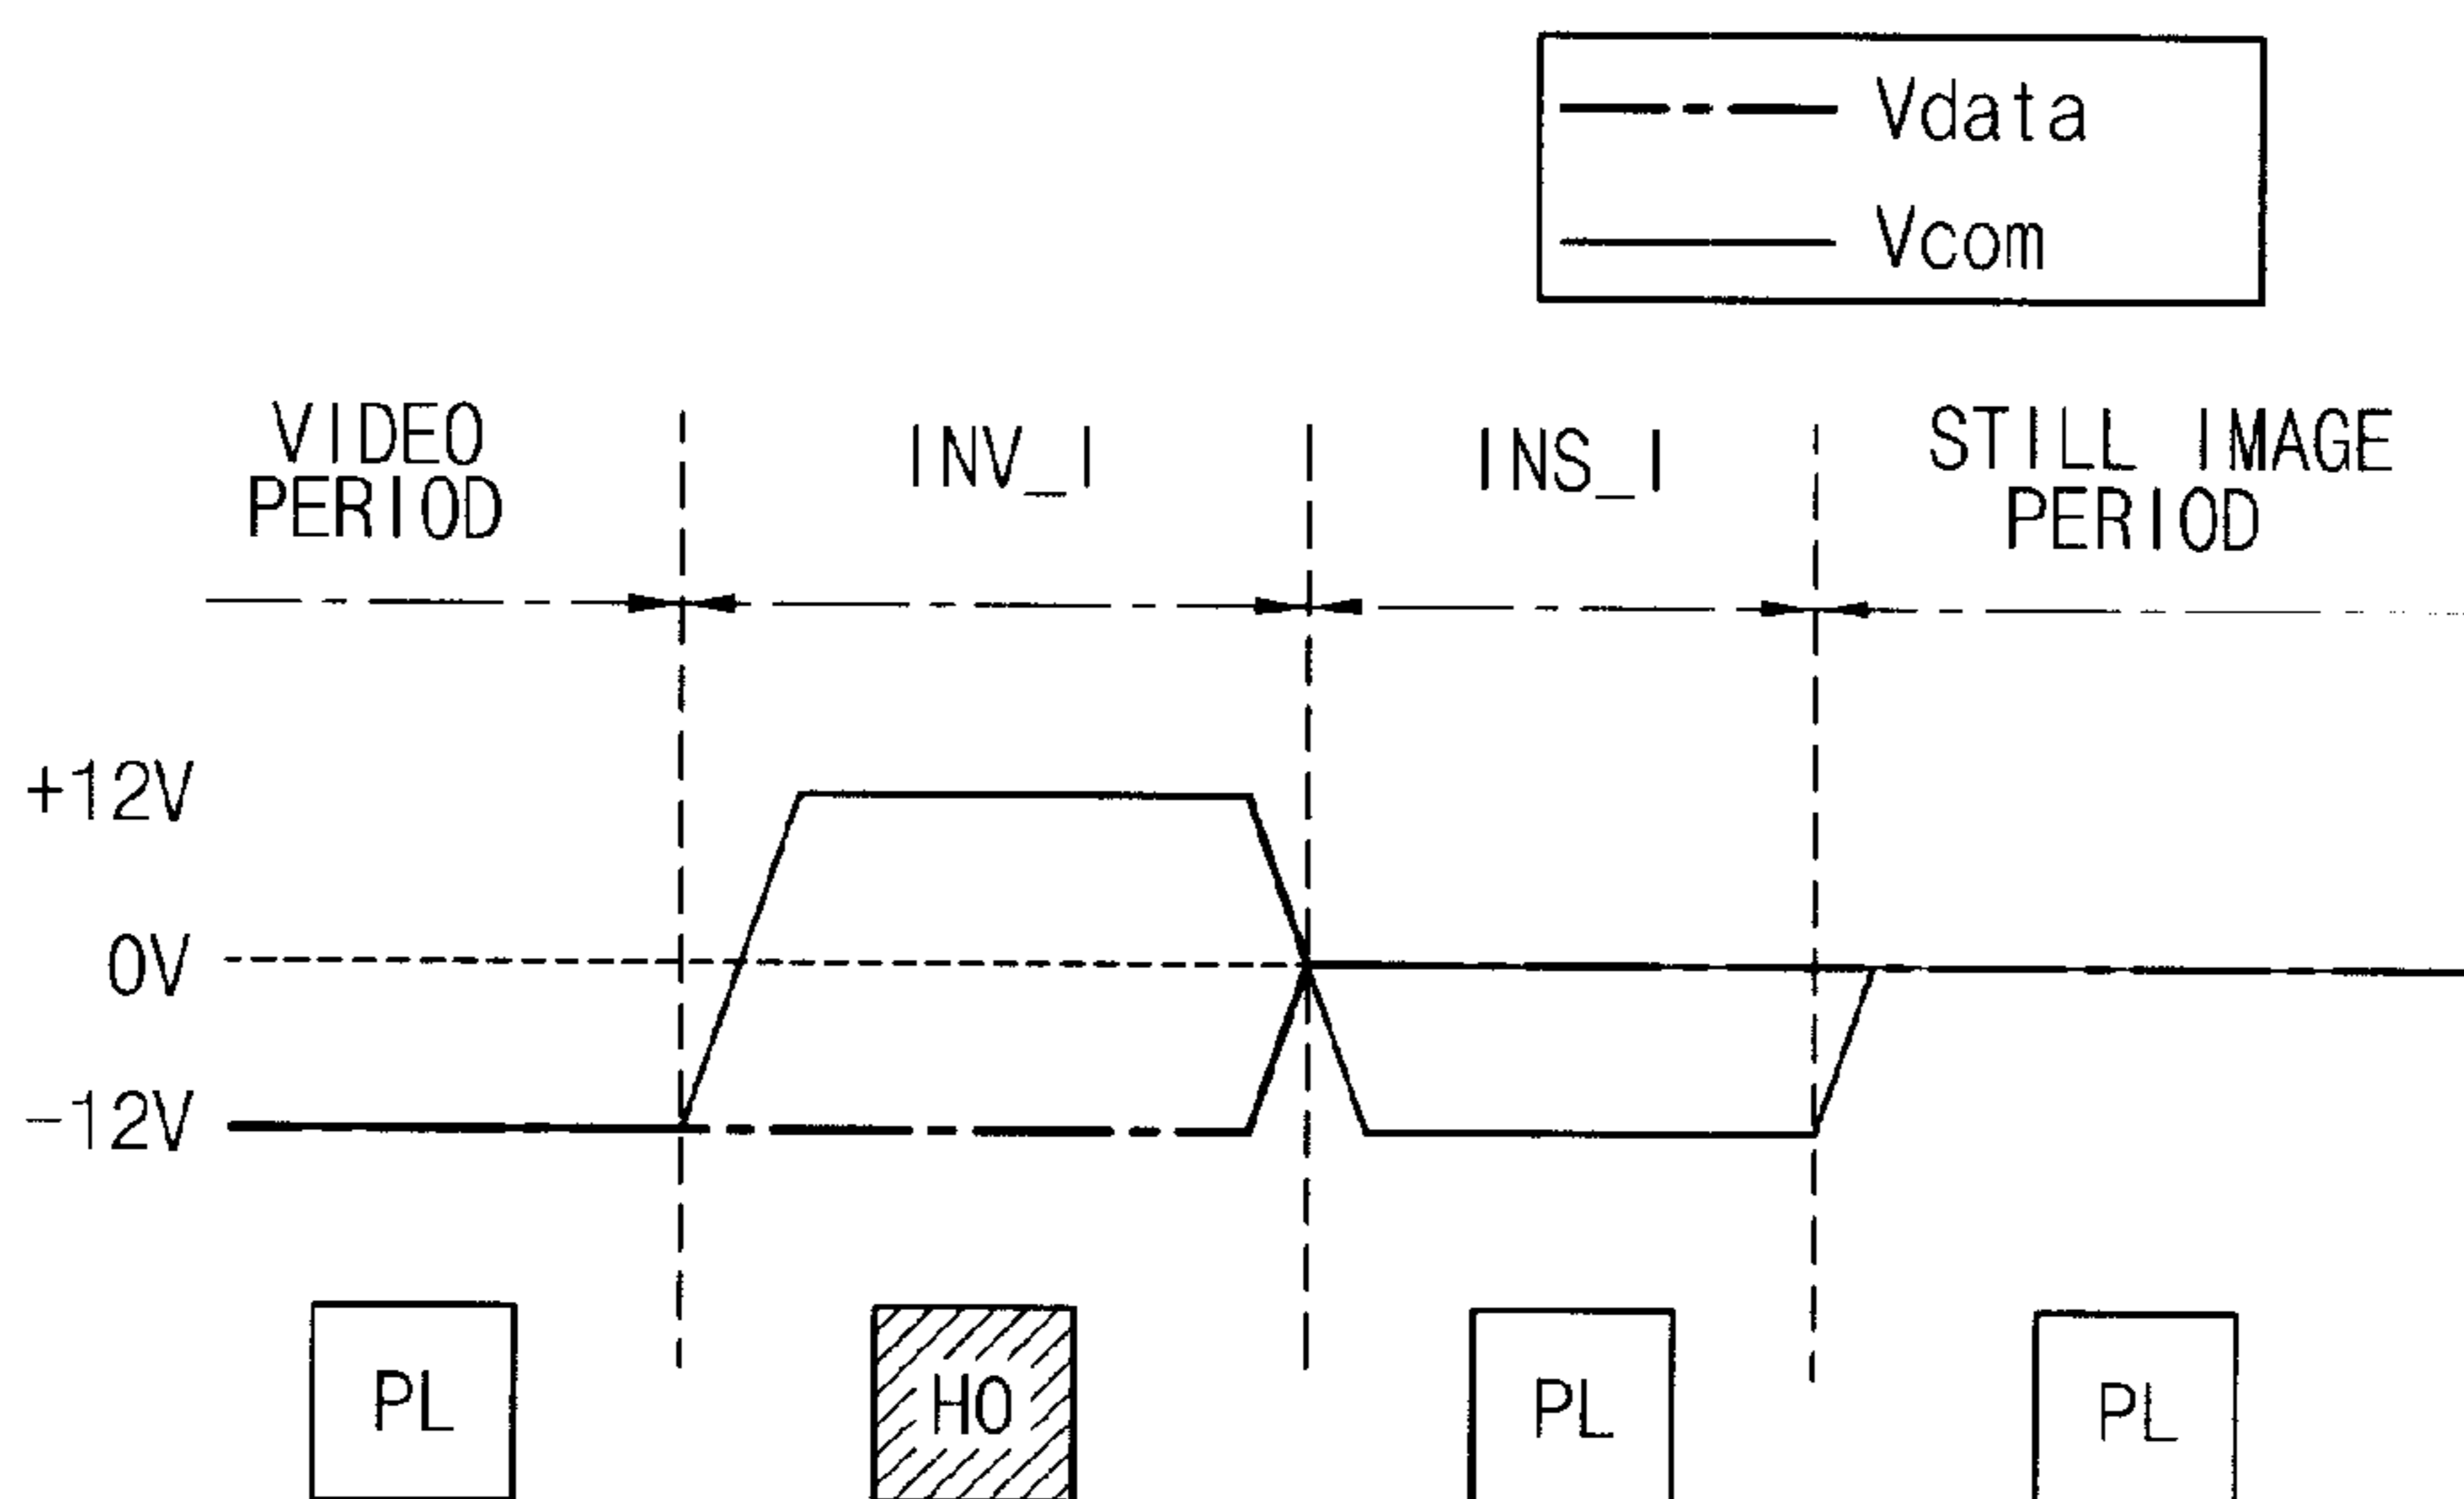 Vdata
Vcom
VIDEO
PERIOD
INV_I
INS_I
STILL IMAGE
PERIOD
+12V
0V
-12V
PL
HO
PL
PL